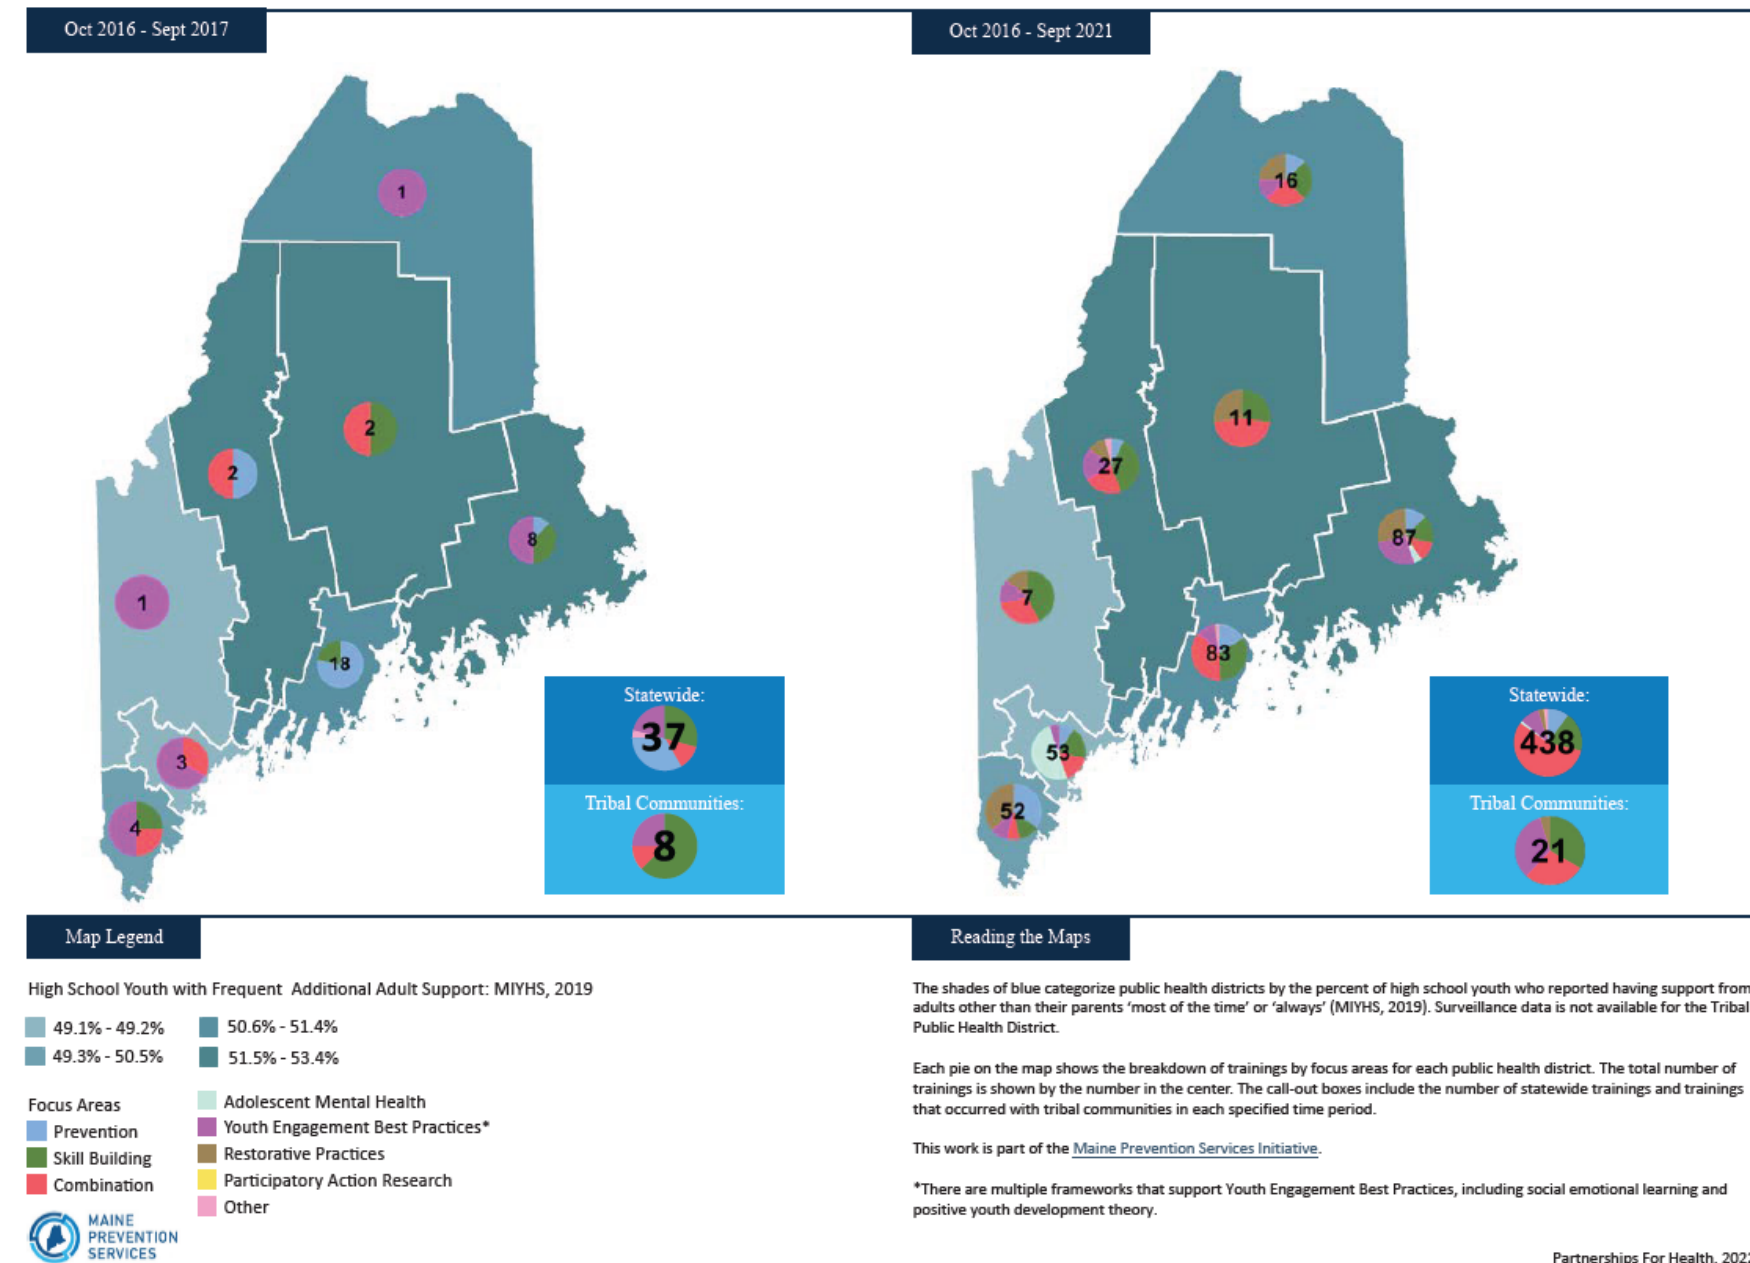 Oct 2016 - Sept 2017
1
2
2
8
1
18
3
4
Statewide:
37
Tribal Communities:
8
Oct 2016 - Sept 2021
16
11
27
87
7
83
53
52
Statewide:
438
Tribal Communities:
21
Map Legend
High School Youth with Frequent Additional Adult Support: MIYHS, 2019
49.1% - 49.2%
50.6% - 51.4%
49.3% - 50.5%
51.5% - 53.4%
Focus Areas
Prevention
Skill Building
Combination
Adolescent Mental Health
Youth Engagement Best Practices*
Restorative Practices
Participatory Action Research
Other
MAINE
PREVENTION
SERVICES
Reading the Maps
The shades of blue categorize public health districts by the percent of high school youth who reported having support from
adults other than their parents ‘most of the time’ or ‘always’ (MIYHS, 2019). Surveillance data is not available for the Tribal
Public Health District.
Each pie on the map shows the breakdown of trainings by focus areas for each public health district. The total number of
trainings is shown by the number in the center. The call-out boxes include the number of statewide trainings and trainings
that occurred with tribal communities in each specified time period.
This work is part of the Maine Prevention Services Initiative.
*There are multiple frameworks that support Youth Engagement Best Practices, including social emotional learning and
positive youth development theory.
Partnerships For Health, 2022